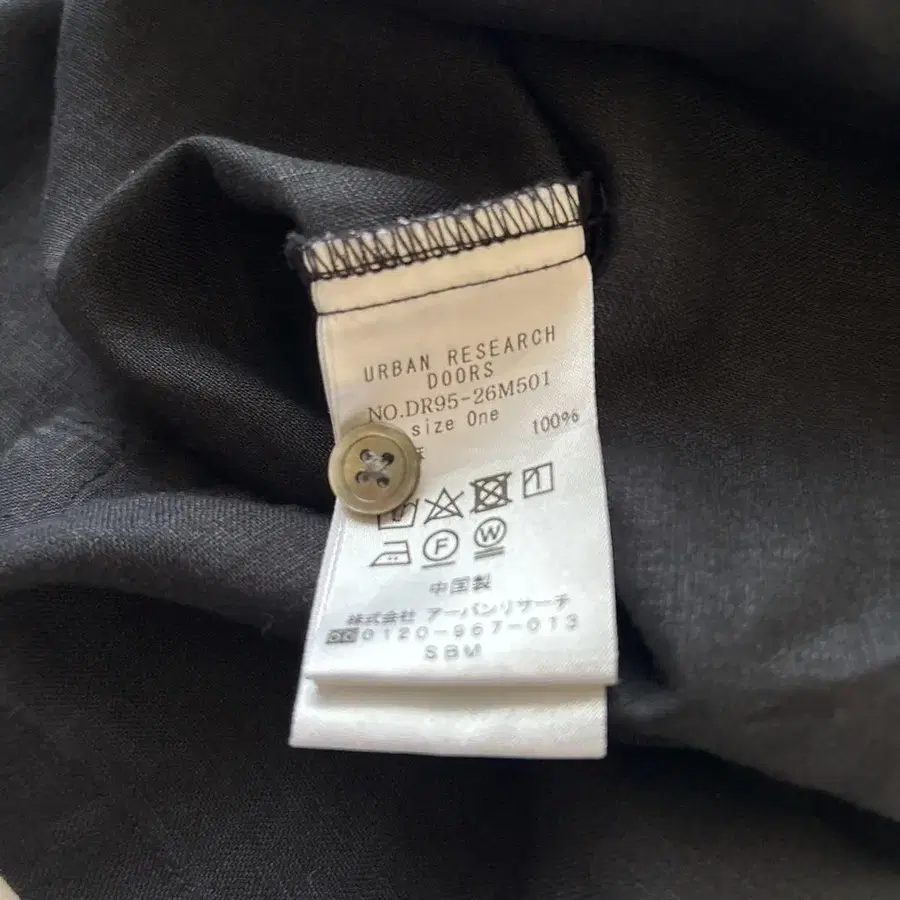 URBAN RESEARCH
DOORS
NO.DR95-26M501
size One
100%
F W
中国製
株式会社 アーバンリサーチ
0120-967-013
SBM